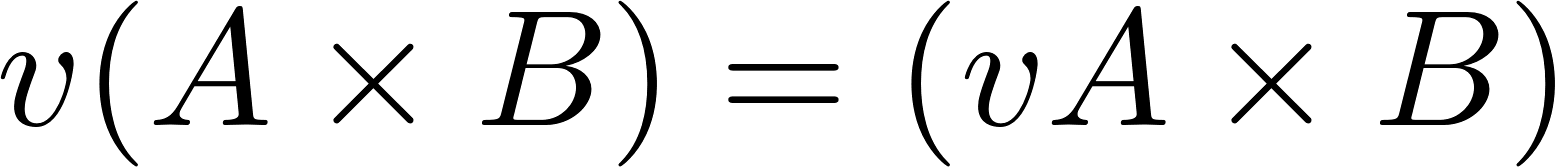 v(A × B) = (vA × B)